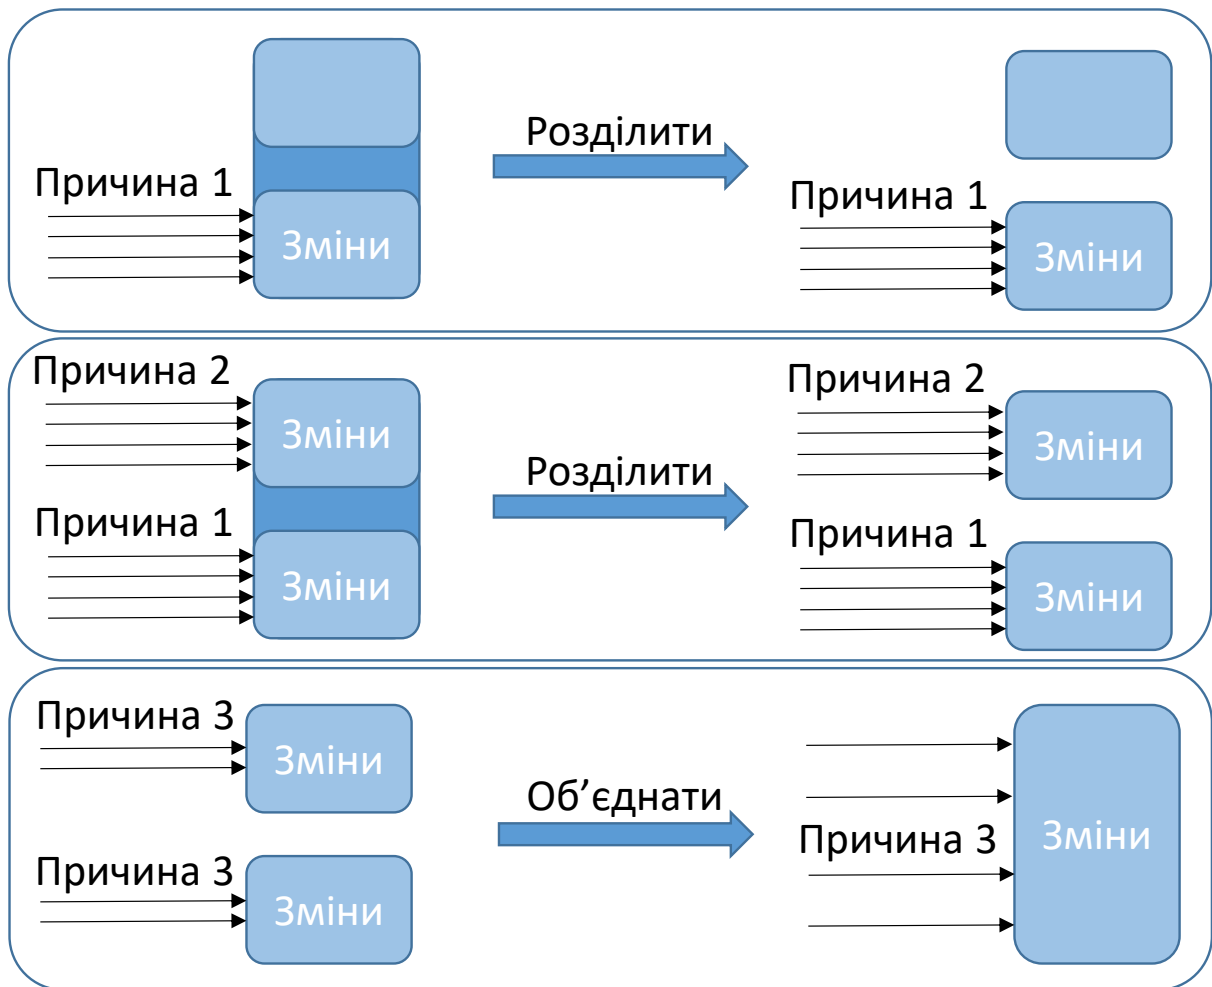 Розділити
Причина 1
Зміни
Причина 1
Зміни
Причина 2
Зміни
Причина 1
Зміни
Розділити
Причина 2
Зміни
Причина 1
Зміни
Причина 3
Зміни
Причина 3
Зміни
Об’єднати
Причина 3
Зміни